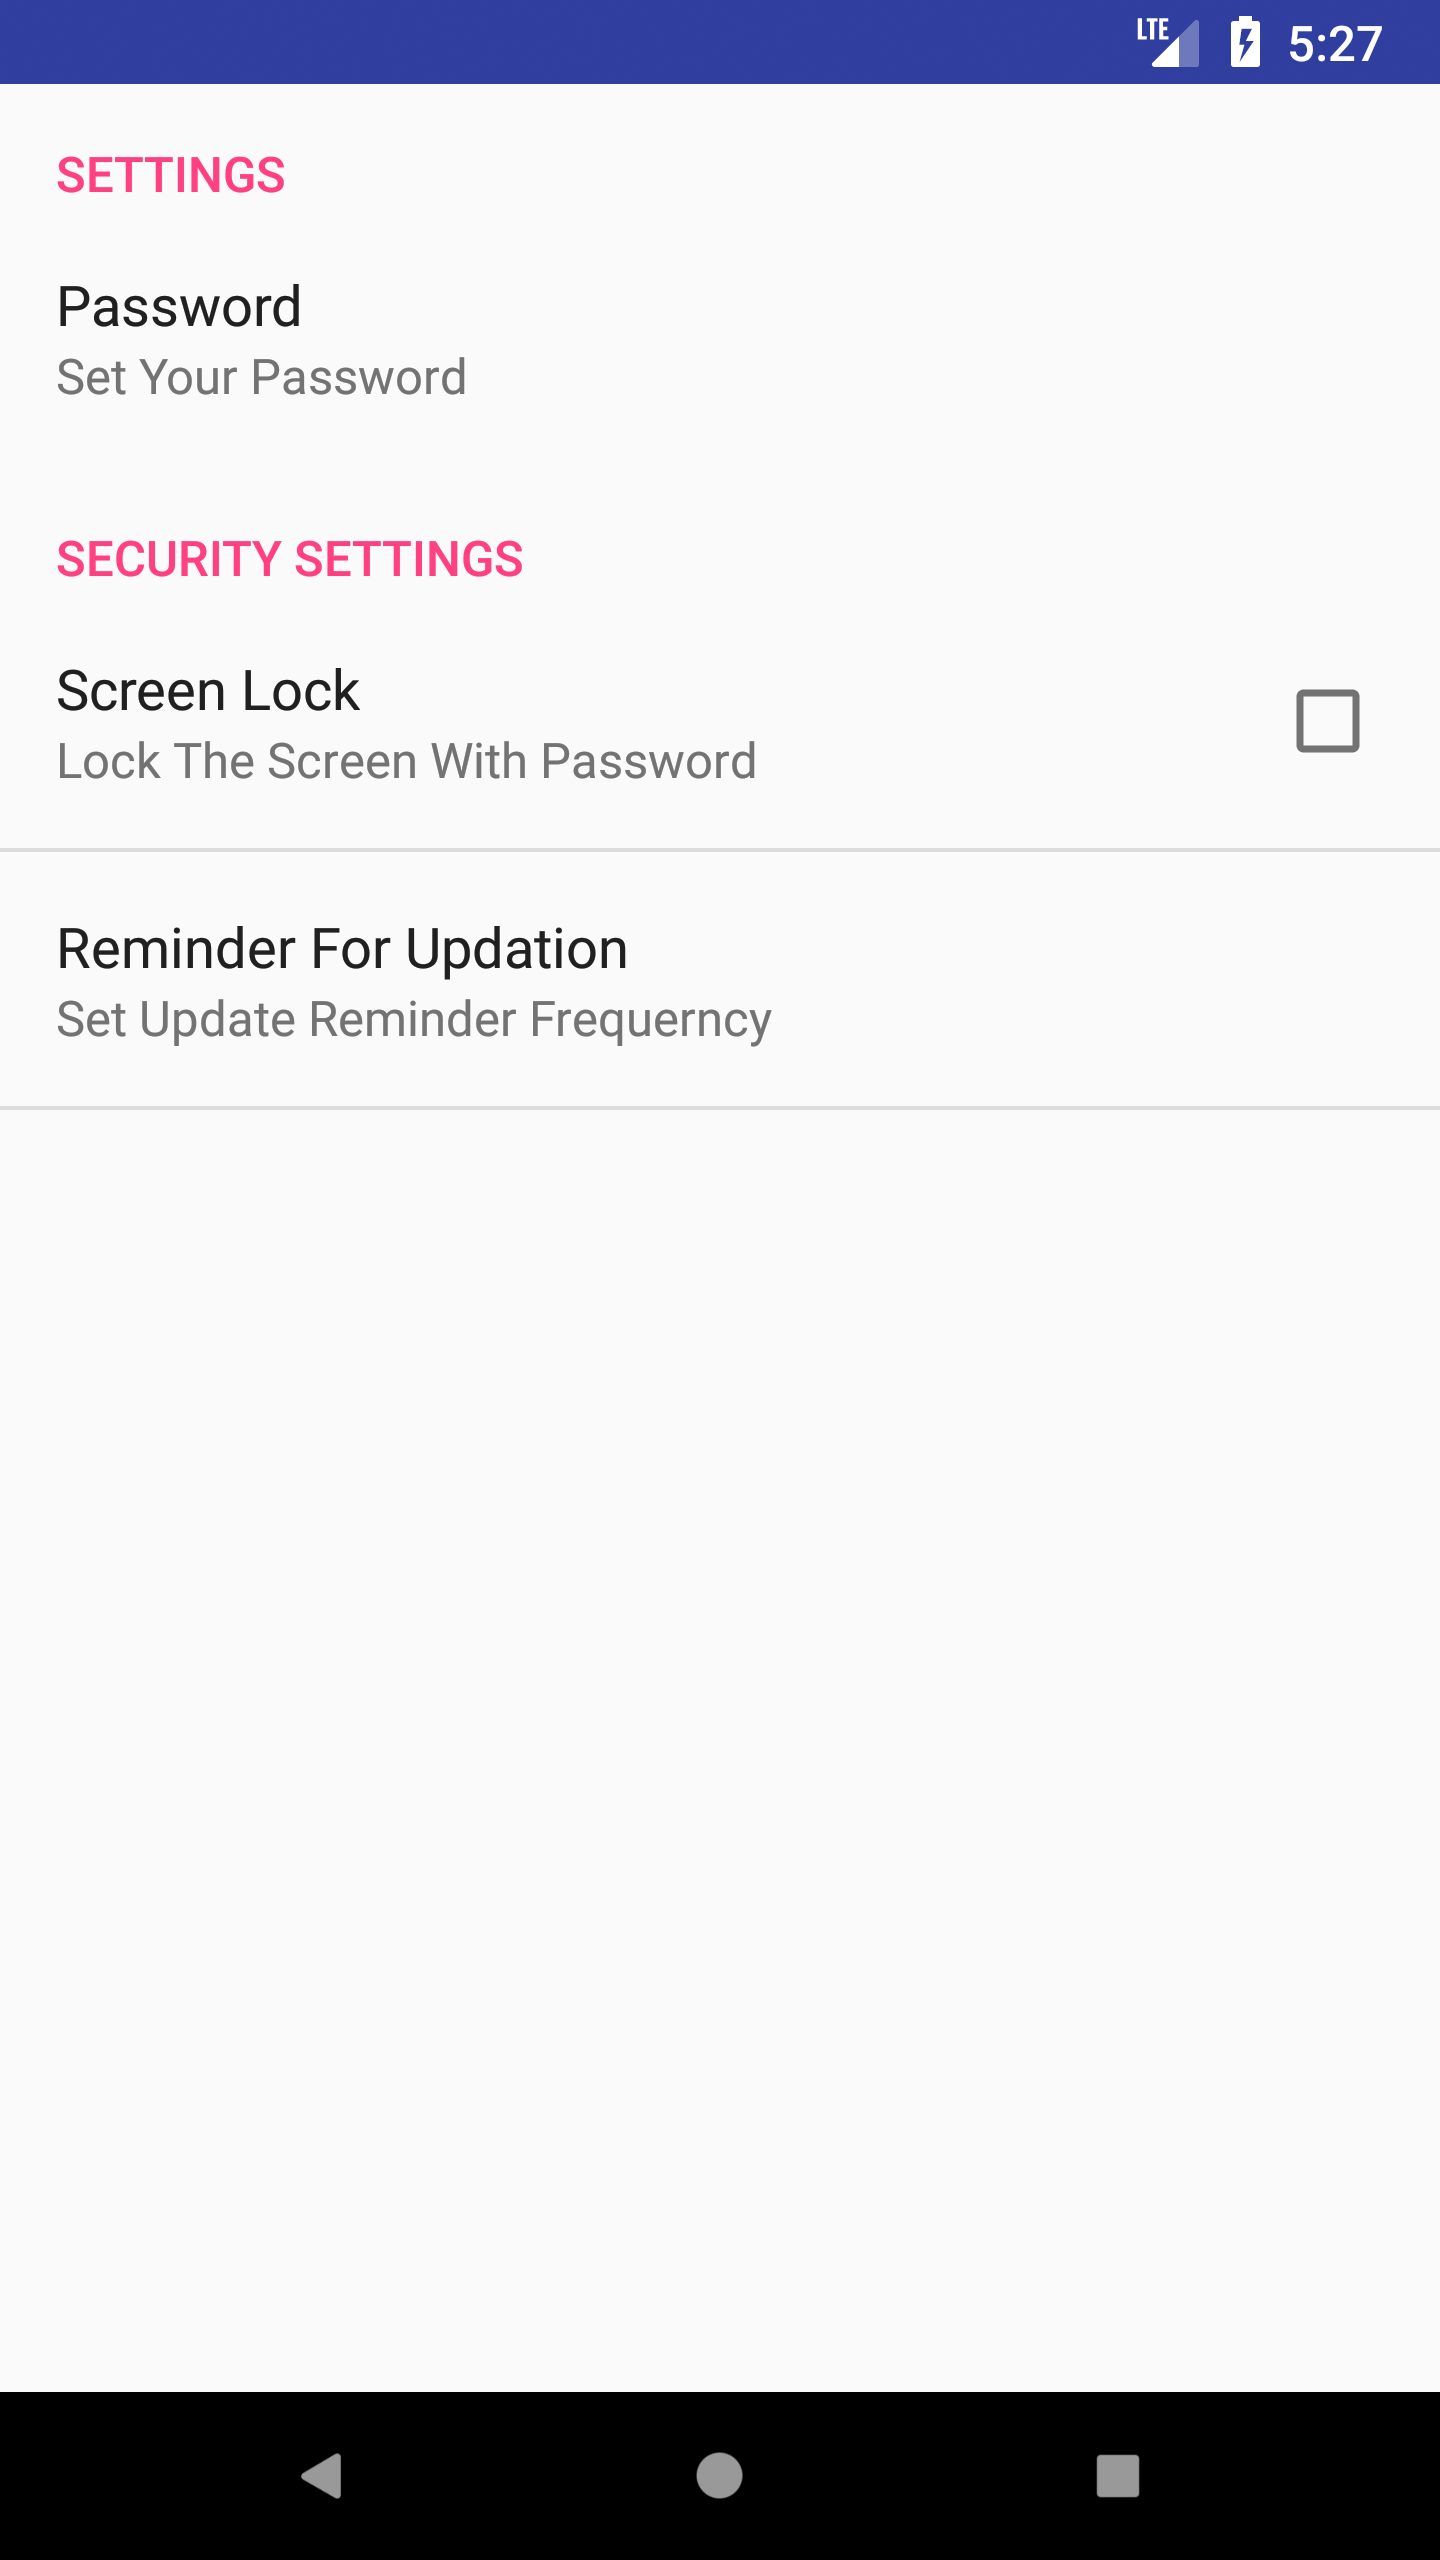 LTE 5:27
SETTINGS
Password
Set Your Password
SECURITY SETTINGS
Screen Lock
Lock The Screen With Password
Reminder For Updation
Set Update Reminder Frequerncy